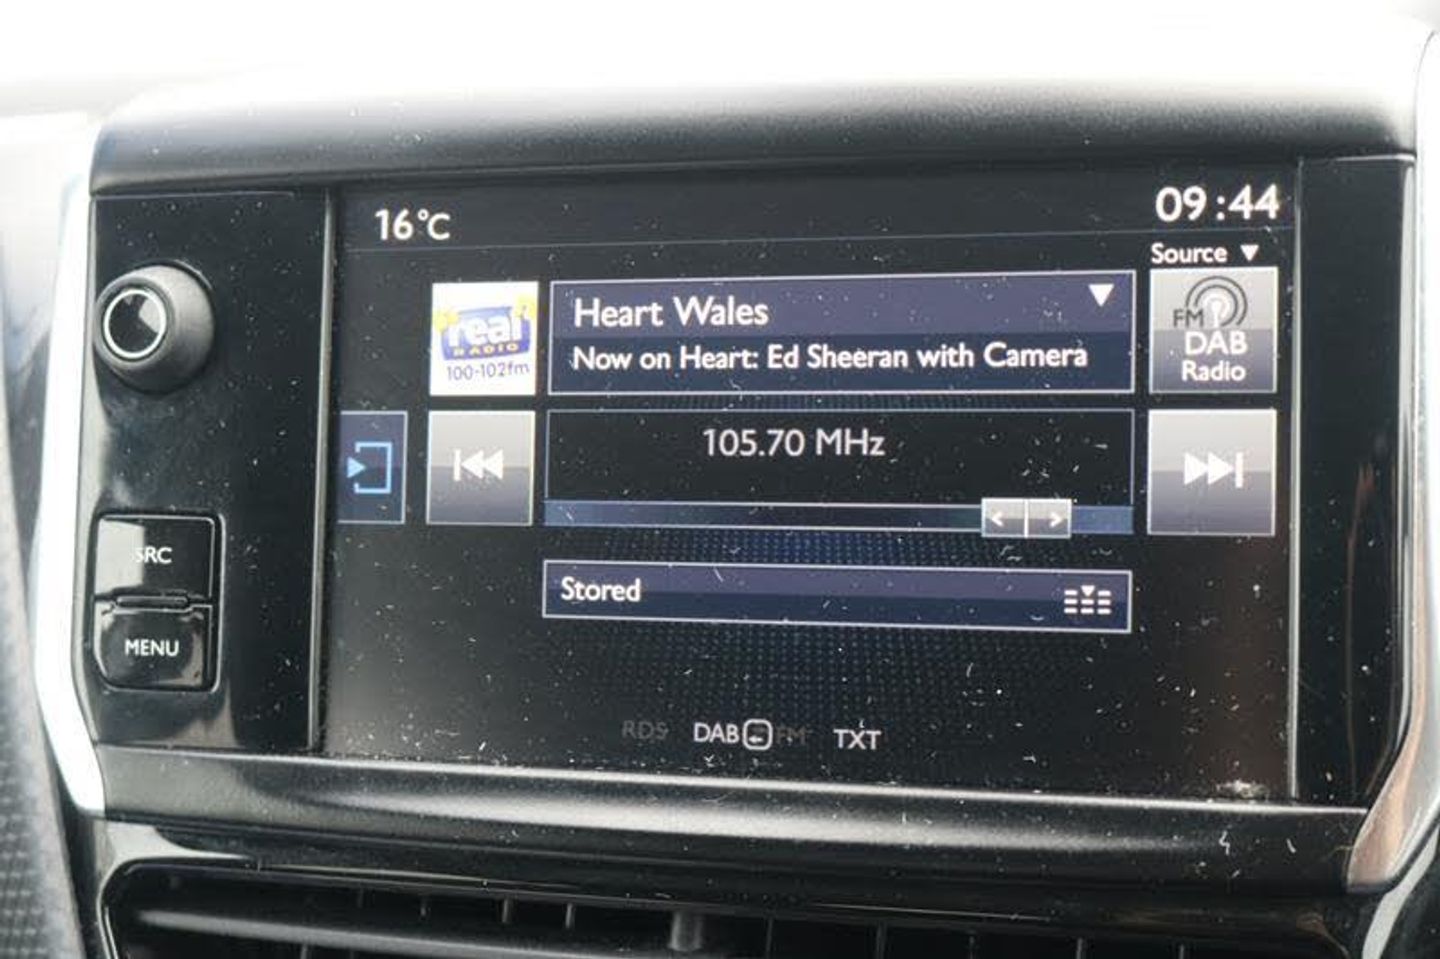 16°C
09:44
Source
real
RADIO
100-102fm
Heart Wales
Now on Heart: Ed Sheeran with Camera
FM
DAB
Radio
105.70 MHz
SRC
Stored
MENU
RDS DAB FM TXT